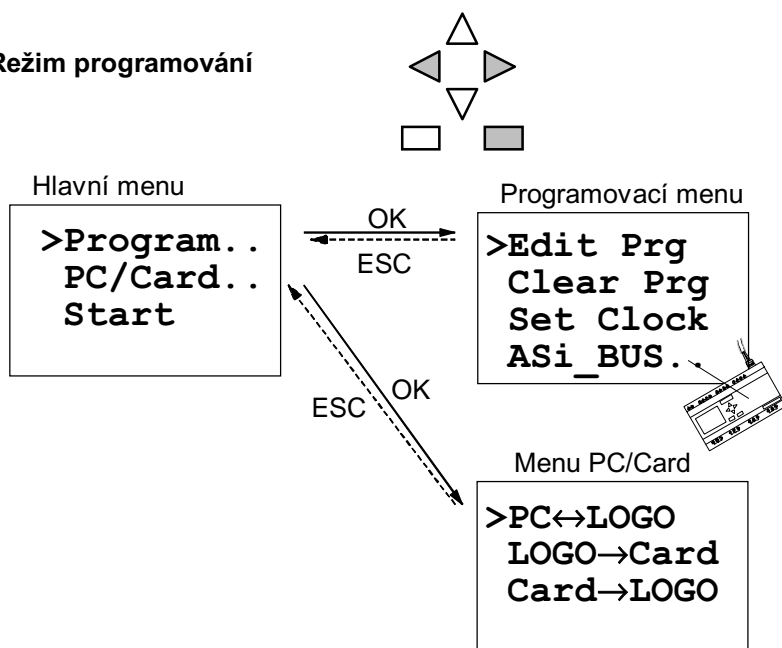 Režim programování
Hlavní menu
>Program..
PC/Card..
Start
OK
ESC
Programovací menu
>Edit Prg
Clear Prg
Set Clock
ASi_BUS..
OK
ESC
Menu PC/Card
>PC↔LOGO
LOGO→Card
Card→LOGO